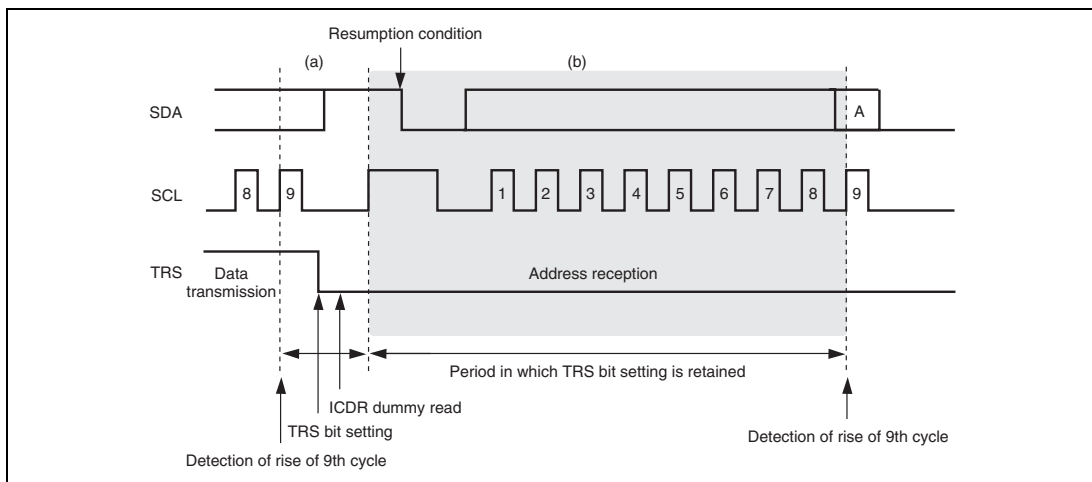 Resumption condition
(a)
(b)
SDA
A
SCL
8
9
1
2
3
4
5
6
7
8
9
TRS
Data
transmission
Address reception
Period in which TRS bit setting is retained
ICDR dummy read
TRS bit setting
Detection of rise of 9th cycle
Detection of rise of 9th cycle